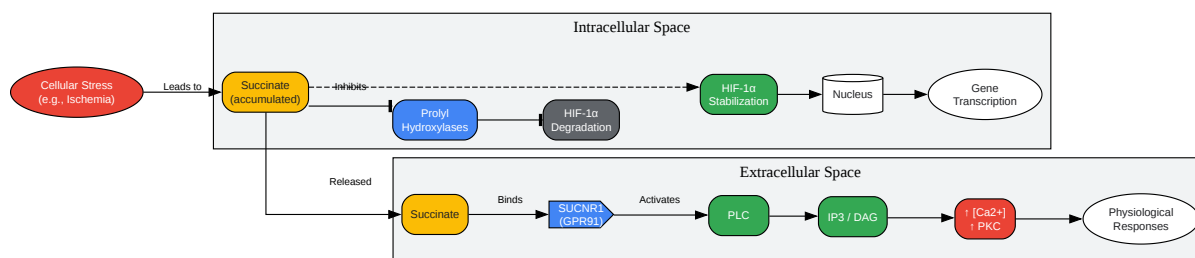 Intracellular Space
Cellular Stress
(e.g., Ischemia)
Leads to
Succinate
(accumulated)
Inhibits
Prolyl
Hydroxylases
HIF-1α
Degradation
HIF-1α
Stabilization
Nucleus
Gene
Transcription
Extracellular Space
Released
Succinate
Binds
SUCNR1
(GPR91)
Activates
PLC
IP3 / DAG
↑ [Ca2+]
↑ PKC
Physiological
Responses